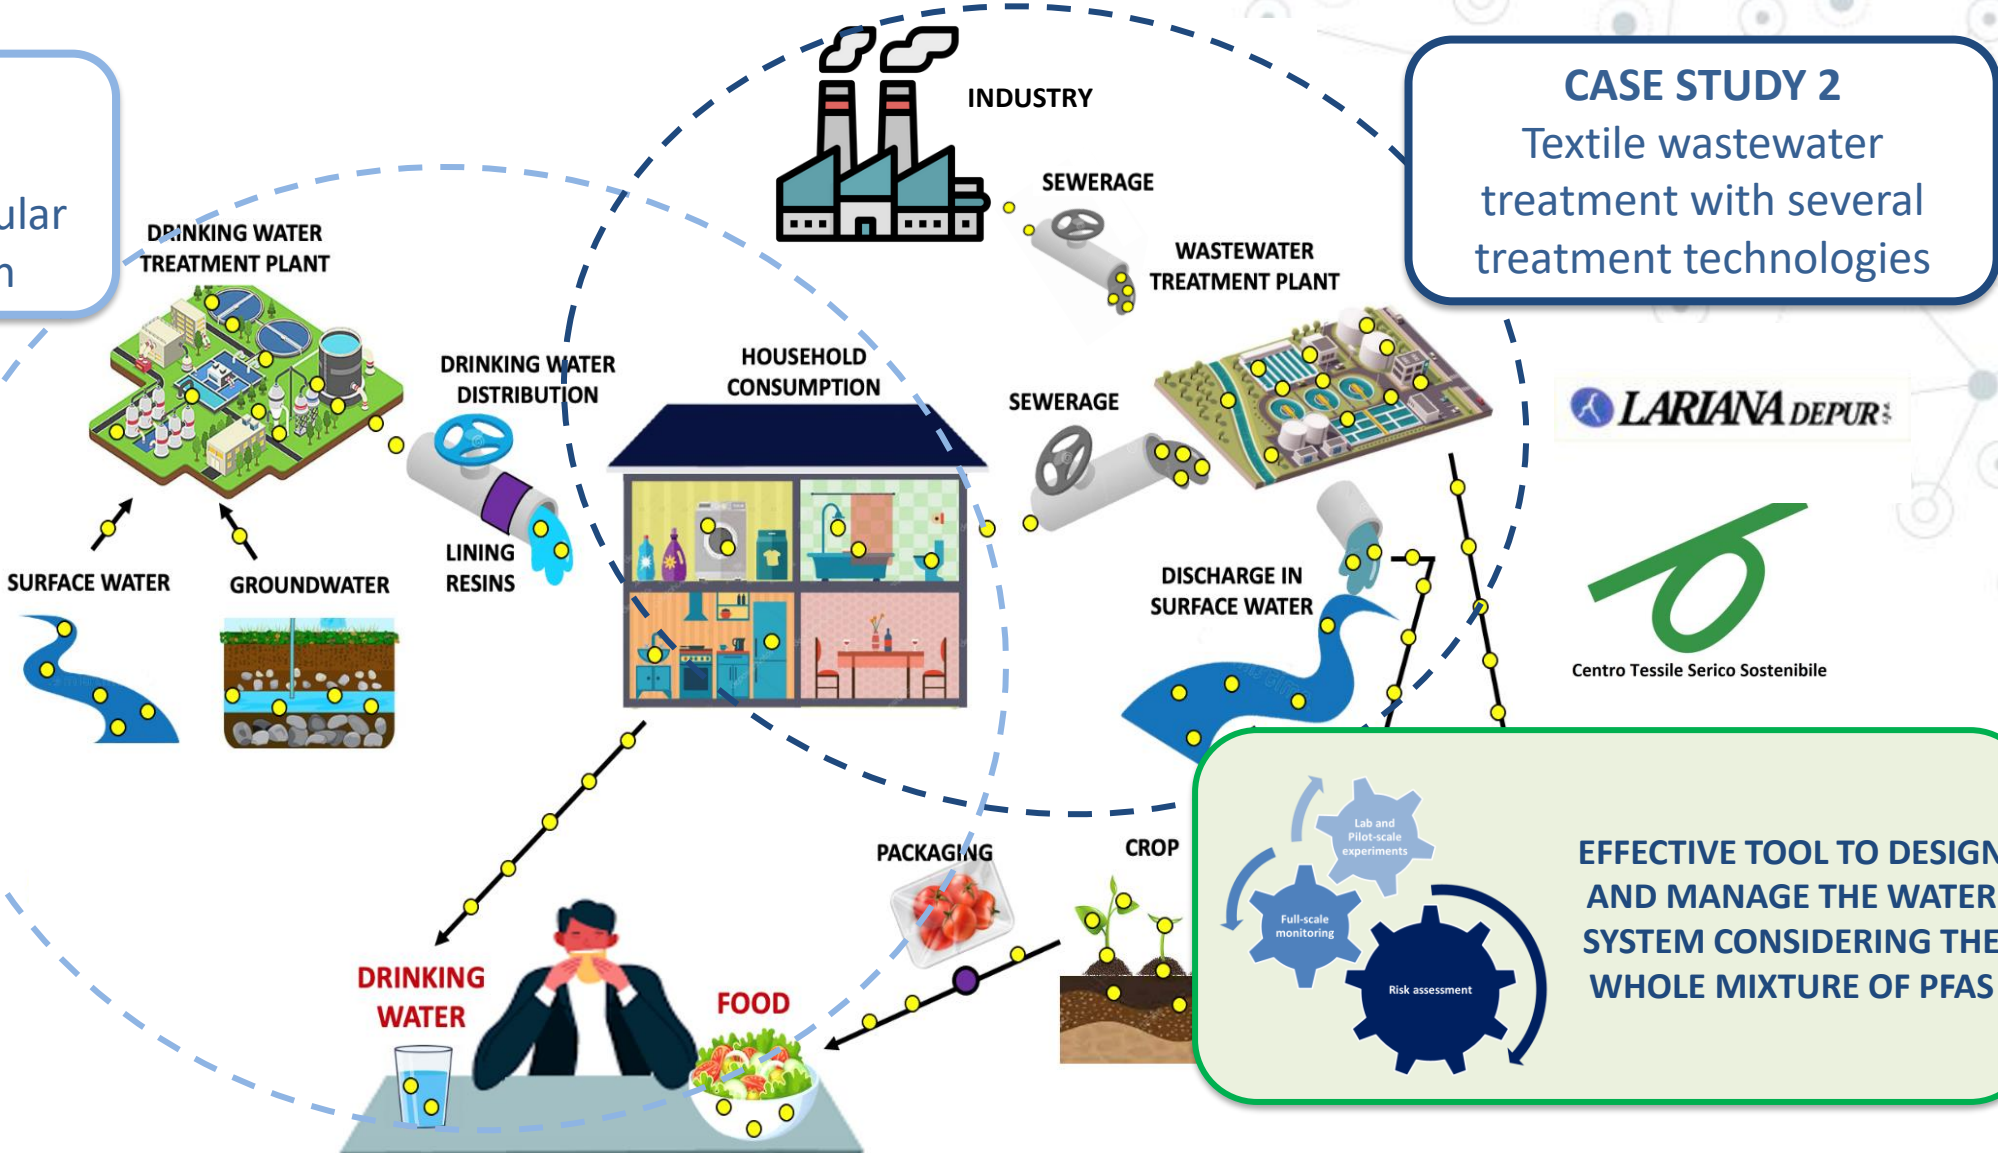 INDUSTRY
CASE STUDY 2
Textile wastewater
treatment with several
treatment technologies
SEWERAGE
DRINKING WATER
TREATMENT PLANT
WASTEWATER
TREATMENT PLANT
DRINKING WATER
DISTRIBUTION
HOUSEHOLD
CONSUMPTION
SEWERAGE
LARIANA DEPUR
LINING
RESINS
SURFACE WATER
GROUNDWATER
DISCHARGE IN
SURFACE WATER
Centro Tessile Serico Sostenibile
PACKAGING
CROP
Lab and
Pilot-scale
experiments
Full-scale
monitoring
Risk assessment
EFFECTIVE TOOL TO DESIGN
AND MANAGE THE WATER
SYSTEM CONSIDERING THE
WHOLE MIXTURE OF PFAS
DRINKING
WATER
FOOD